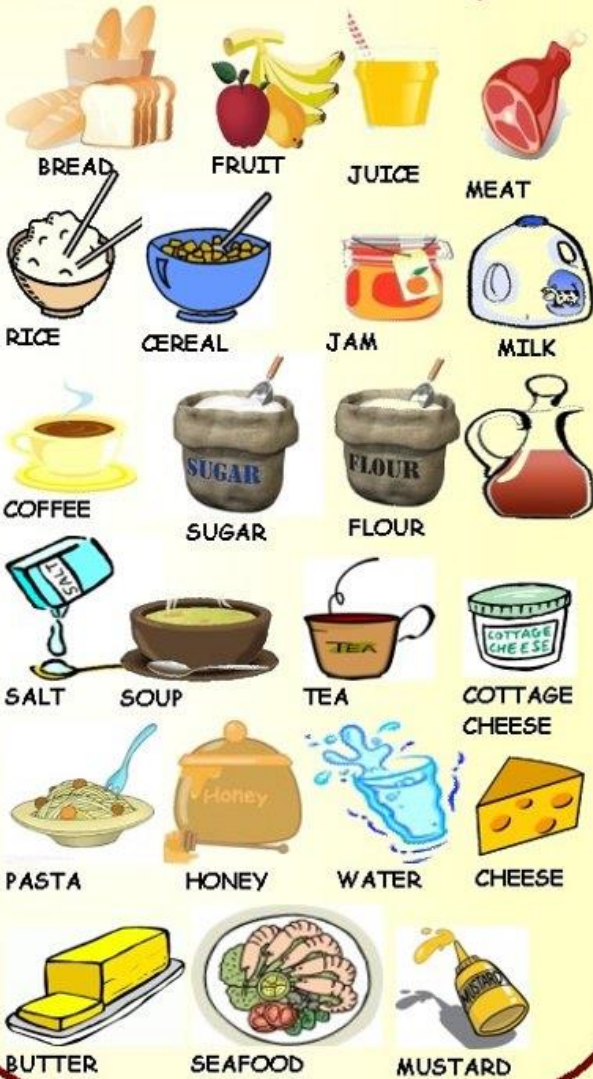 BREAD
FRUIT
JUICE
MEAT
RICE
CEREAL
JAM
MILK
SUGAR
FLOUR
COFFEE
SUGAR
FLOUR
SALT
TEA
COTTAGE
CHEESE
SALT
SOUP
TEA
COTTAGE
CHEESE
Honey
PASTA
HONEY
WATER
CHEESE
MUSTARD
BUTTER
SEAFOOD
MUSTARD